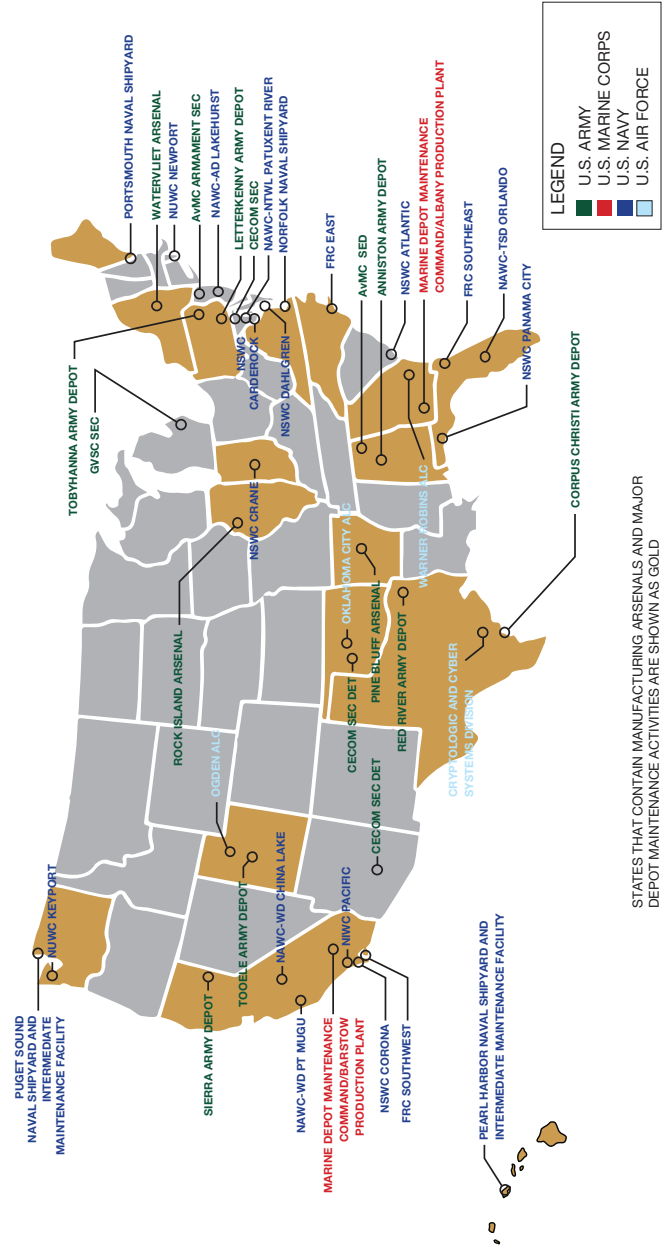 PUGET SOUND
NAVAL SHIPYARD AND
INTERMEDIATE
MAINTENANCE FACILITY
NUWC KEYPORT
SIERRA ARMY DEPOT
TOOELE ARMY DEPOT
OGDEN ALC
NAWC-WD CHINA LAKE
NAWC-WD PT MUGU
MARINE DEPOT MAINTENANCE
COMMAND/BARSTOW
PRODUCTION PLANT
NIWC PACIFIC
NSWC CORONA
FRC SOUTHWEST
CECOM SEC DET
PEARL HARBOR NAVAL SHIPYARD AND
INTERMEDIATE MAINTENANCE FACILITY
ROCK ISLAND ARSENAL
CECOM SEC DET
OKLAHOMA CITY ALC
PINE BLUFF ARSENAL
RED RIVER ARMY DEPOT
CRYPTOLOGIC AND CYBER
SYSTEMS DIVISION
CORPUS CHRISTI ARMY DEPOT
TOBYHANNA ARMY DEPOT
GVSC SEC
NSWC CRANE
NSWC
CARDEROCK
NSWC DAHLGREN
WARNER ROBINS ALC
PORTSMOUTH NAVAL SHIPYARD
WATERVLIET ARSENAL
NUWC NEWPORT
AvMC ARMAMENT SEC
NAWC-AD LAKEHURST
LETTERKENNY ARMY DEPOT
CECOM SEC
NAWC-NTWL PATUXENT RIVER
NORFOLK NAVAL SHIPYARD
FRC EAST
AvMC SED
ANNISTON ARMY DEPOT
NSWC ATLANTIC
MARINE DEPOT MAINTENANCE
COMMAND/ALBANY PRODUCTION PLANT
FRC SOUTHEAST
NAWC-TSD ORLANDO
NSWC PANAMA CITY
LEGEND
U.S. ARMY
U.S. MARINE CORPS
U.S. NAVY
U.S. AIR FORCE
STATES THAT CONTAIN MANUFACTURING ARSENALS AND MAJOR
DEPOT MAINTENANCE ACTIVITIES ARE SHOWN AS GOLD